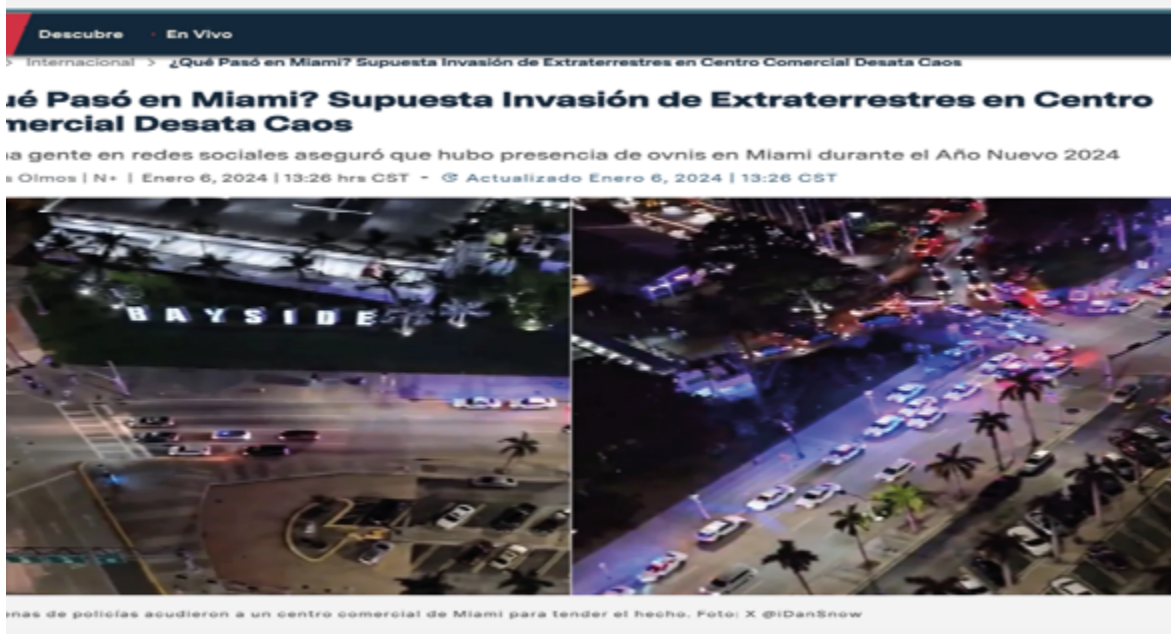 Descubre · En Vivo
> Internacional > ¿Qué Pasó en Miami? Supuesta Invasión de Extraterrestres en Centro Comercial Desata Caos
ué Pasó en Miami? Supuesta Invasión de Extraterrestres en Centro
mercial Desata Caos
a gente en redes sociales aseguró que hubo presencia de ovnis en Miami durante el Año Nuevo 2024
s Olmos | N+ | Enero 6, 2024 | 13:26 hrs CST - Actualizado Enero 6, 2024 | 13:26 CST
BAYSIDE
enas de policías acudieron a un centro comercial de Miami para tender el hecho. Foto: X @iDanSnow